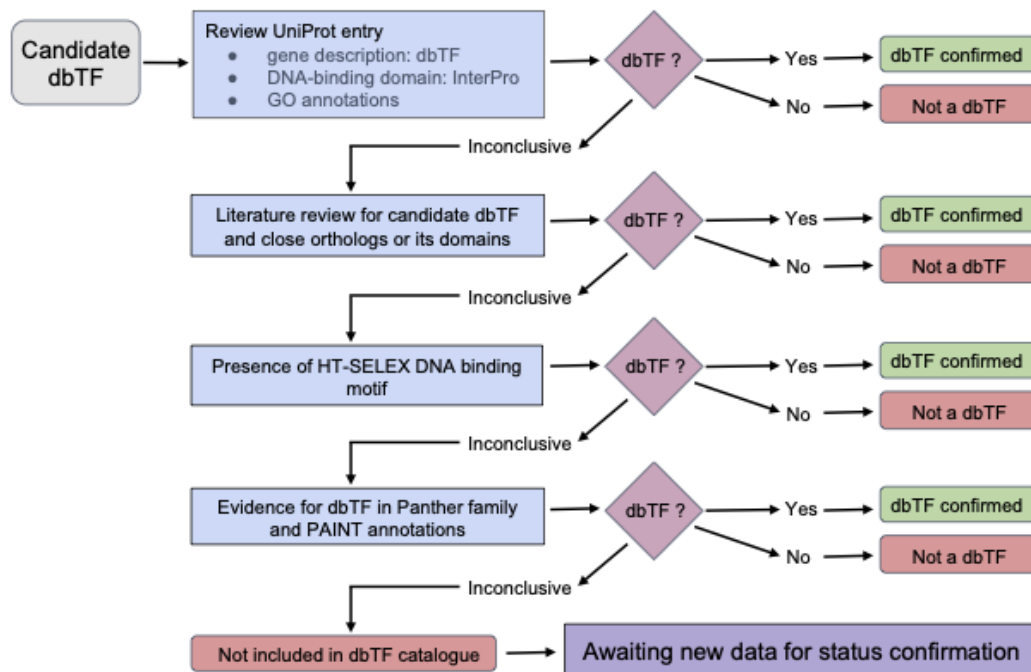 Candidate
dbTF
Review UniProt entry
● gene description: dbTF
● DNA-binding domain: InterPro
● GO annotations
dbTF ?
Yes
dbTF confirmed
No
Not a dbTF
Inconclusive
Literature review for candidate dbTF
and close orthologs or its domains
dbTF ?
Yes
dbTF confirmed
No
Not a dbTF
Inconclusive
Presence of HT-SELEX DNA binding
motif
dbTF ?
Yes
dbTF confirmed
No
Not a dbTF
Inconclusive
Evidence for dbTF in Panther family
and PAINT annotations
dbTF ?
Yes
dbTF confirmed
No
Not a dbTF
Inconclusive
Not included in dbTF catalogue
Awaiting new data for status confirmation